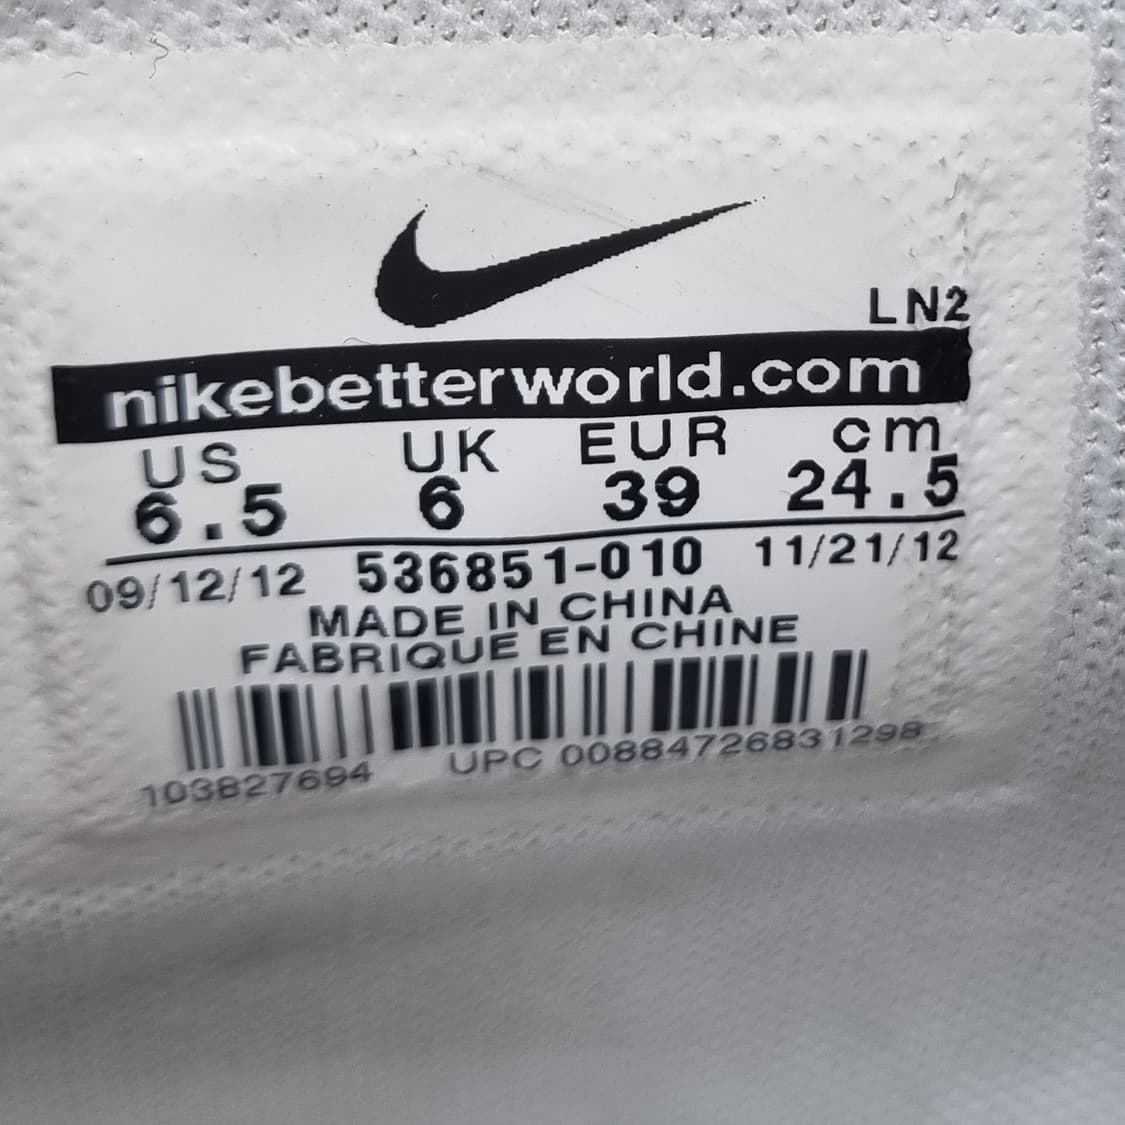 LN2
nikebetterworld.com
US UK EUR cm
6.5 6 39 24.5
09/12/12 536851-010 11/21/12
MADE IN CHINA
FABRIQUE EN CHINE
103827694 UPC 00884726831298